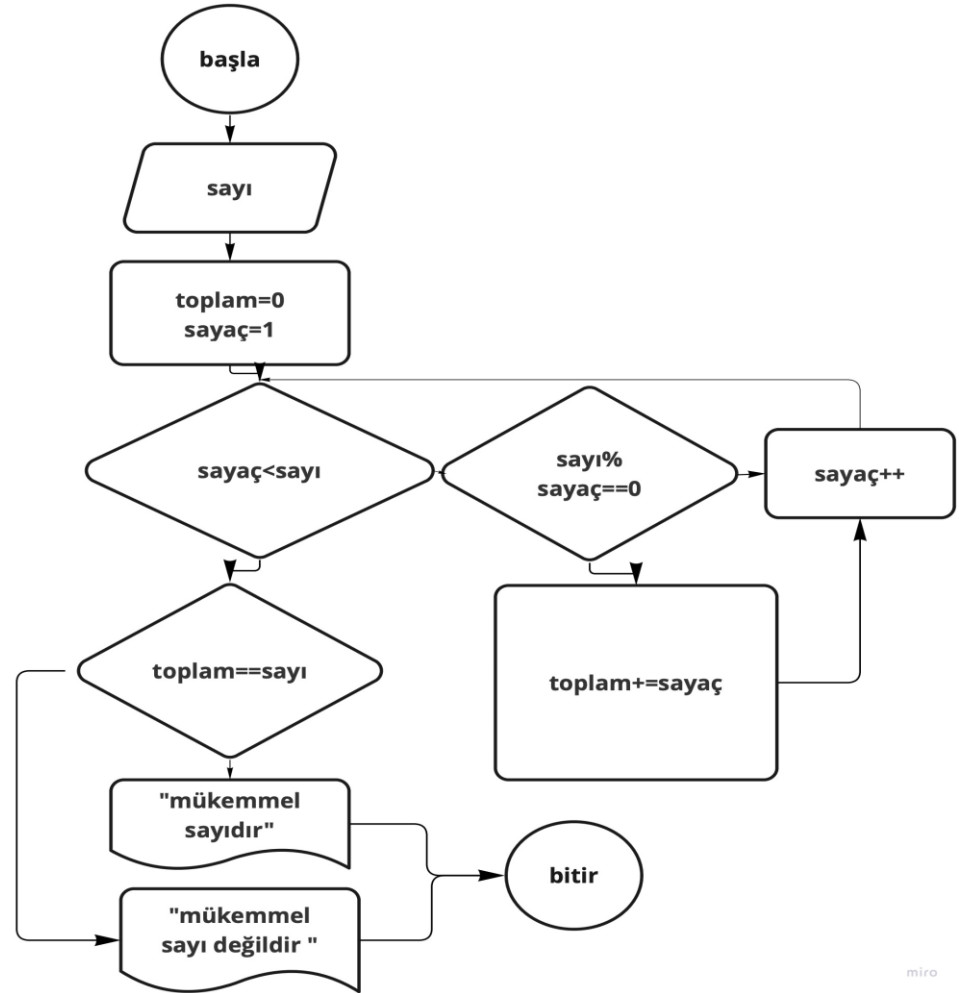 başla
sayı
toplam=0
sayaç=1
sayaç<sayı
sayı%
sayaç==0
sayaç++
toplam==sayı
toplam+=sayaç
"mükemmel
sayıdır"
"mükemmel
sayı değildir "
bitir
miro